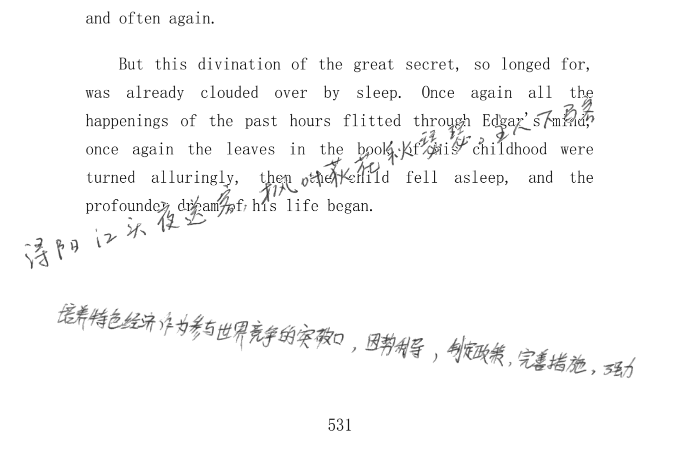 and often again.
But this divination of the great secret, so longed for,
was already clouded over by sleep. Once again all the
happenings of the past hours flitted through Edgar's mind,
once again the leaves in the book of his childhood were
turned alluringly, then the child fell asleep, and the
profounder dream of his life began.
浔阳江头夜送客,枫叶荻花秋瑟瑟;主人下马客
培养特色经济作为参与世界竞争的突破口,因势利导,制定政策,完善措施,强力
531